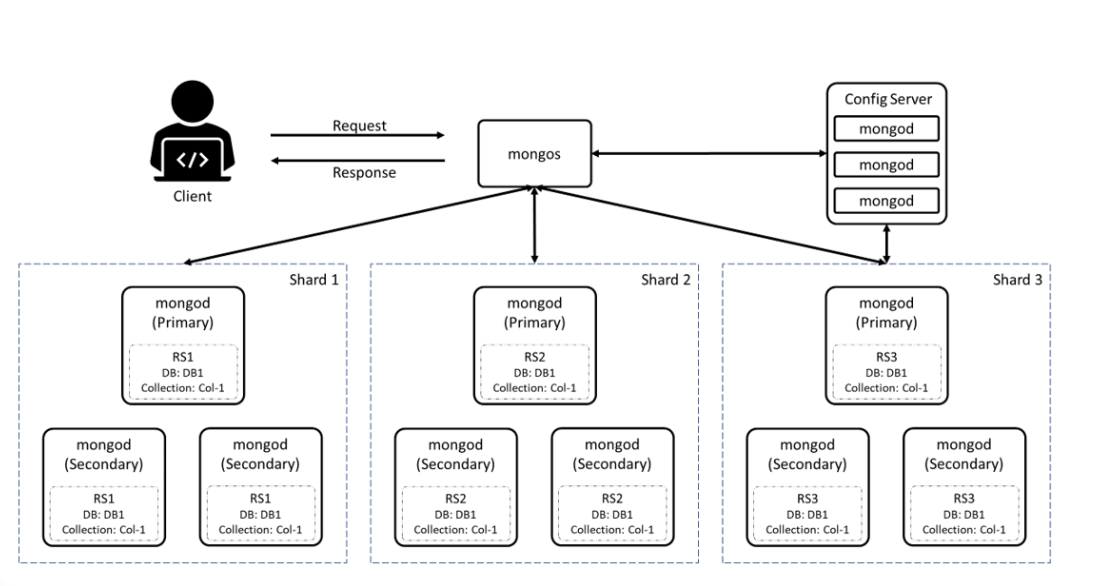 Config Server
mongod
mongod
mongod
Request
Response
mongos
</>
Client
Shard 1
mongod
(Primary)
RS1
DB: DB1
Collection: Col-1
mongod
(Secondary)
RS1
DB: DB1
Collection: Col-1
mongod
(Secondary)
RS1
DB: DB1
Collection: Col-1
Shard 2
mongod
(Primary)
RS2
DB: DB1
Collection: Col-1
mongod
(Secondary)
RS2
DB: DB1
Collection: Col-1
mongod
(Secondary)
RS2
DB: DB1
Collection: Col-1
Shard 3
mongod
(Primary)
RS3
DB: DB1
Collection: Col-1
mongod
(Secondary)
RS3
DB: DB1
Collection: Col-1
mongod
(Secondary)
RS3
DB: DB1
Collection: Col-1